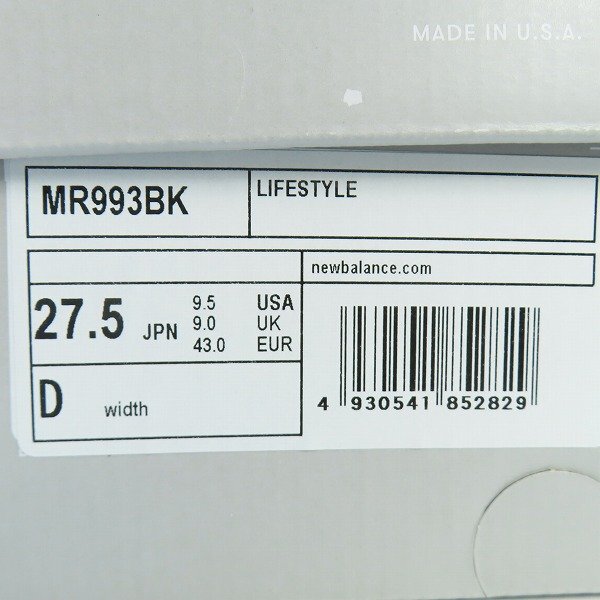 MADE IN U.S.A.
MR993BK
LIFESTYLE
newbalance.com
27.5 JPN
9.5 USA
9.0 UK
43.0 EUR
D width
4 930541 852829